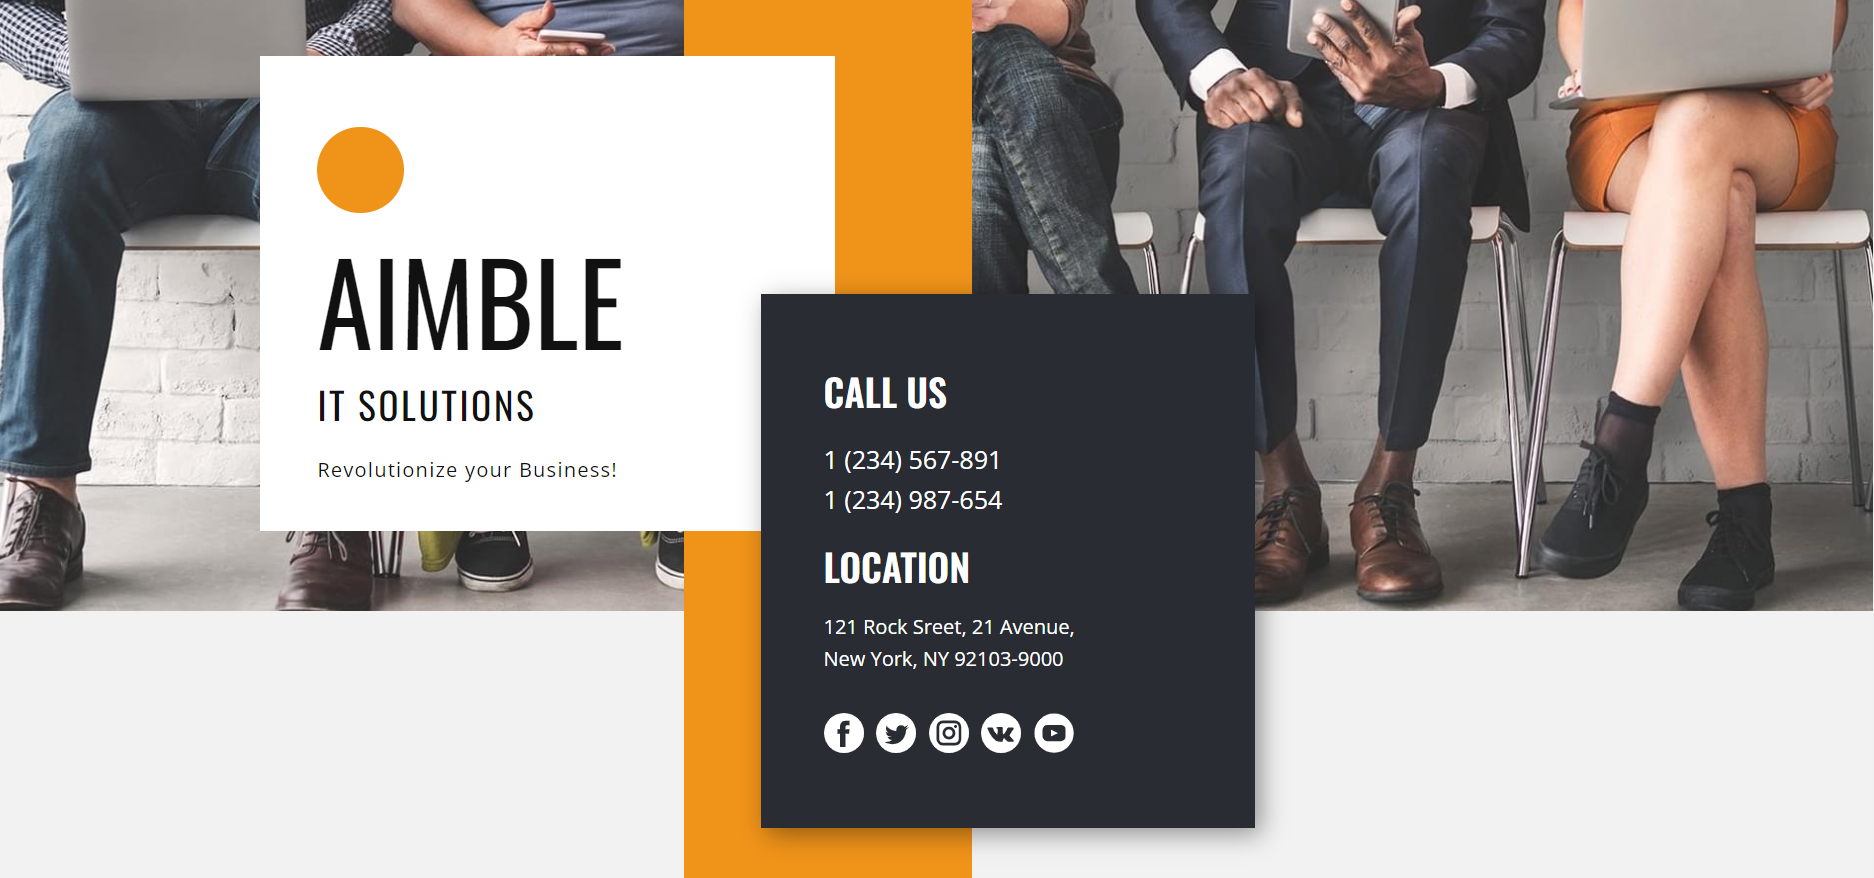 AIMBLE
IT SOLUTIONS
Revolutionize your Business!
CALL US
1 (234) 567-891
1 (234) 987-654
LOCATION
121 Rock Sreet, 21 Avenue,
New York, NY 92103-9000